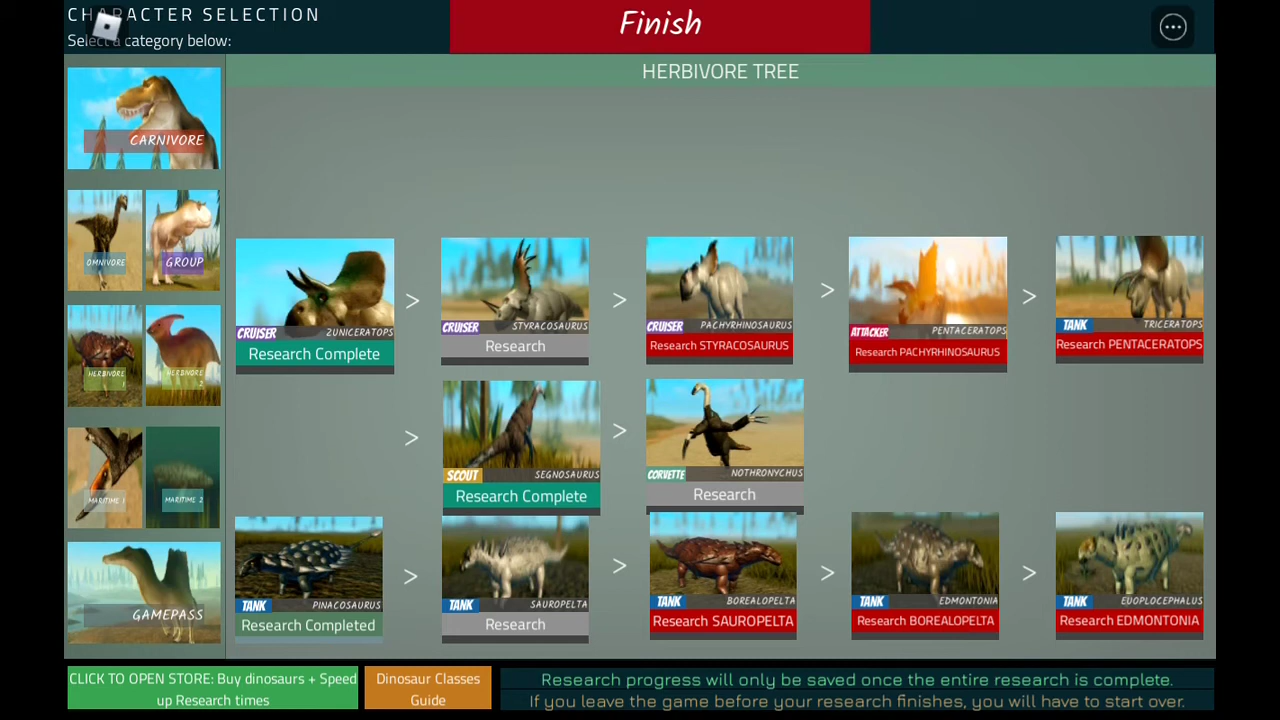 CHARACTER SELECTION
Select a category below:
Finish
HERBIVORE TREE
CARNIVORE
OMNIVORE
GROUP
HERBIVORE
1
HERBIVORE
2
MARITIME 1
MARITIME 2
GAMEPASS
CRUISER ZUNICERATOPS
Research Complete
>
CRUISER STYRACOSAURUS
Research
>
CRUISER PACHYRHINOSAURUS
Research STYRACOSAURUS
>
ATTACKER PENTACERATOPS
Research PACHYRHINOSAURUS
>
TANK TRICERATOPS
Research PENTACERATOPS
>
SCOUT SEGNOSAURUS
Research Complete
>
CORVETTE NOTHRONYCHUS
Research
TANK PINACOSAURUS
Research Completed
>
TANK SAUROPELTA
Research
>
TANK BOREALOPELTA
Research SAUROPELTA
>
TANK EDMONTONIA
Research BOREALOPELTA
>
TANK EUOPLOCEPHALUS
Research EDMONTONIA
CLICK TO OPEN STORE: Buy dinosaurs + Speed
up Research times
Dinosaur Classes
Guide
Research progress will only be saved once the entire research is complete.
If you leave the game before your research finishes, you will have to start over.